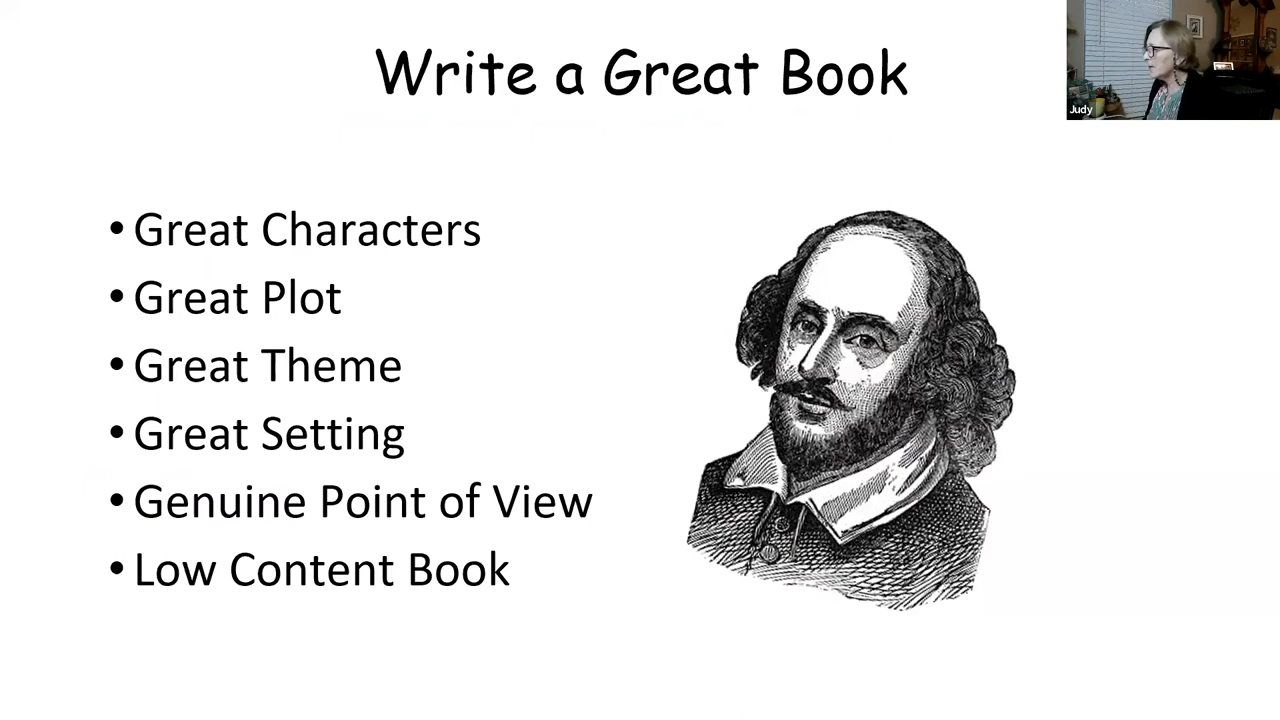 Write a Great Book
Judy
• Great Characters
• Great Plot
• Great Theme
• Great Setting
• Genuine Point of View
• Low Content Book